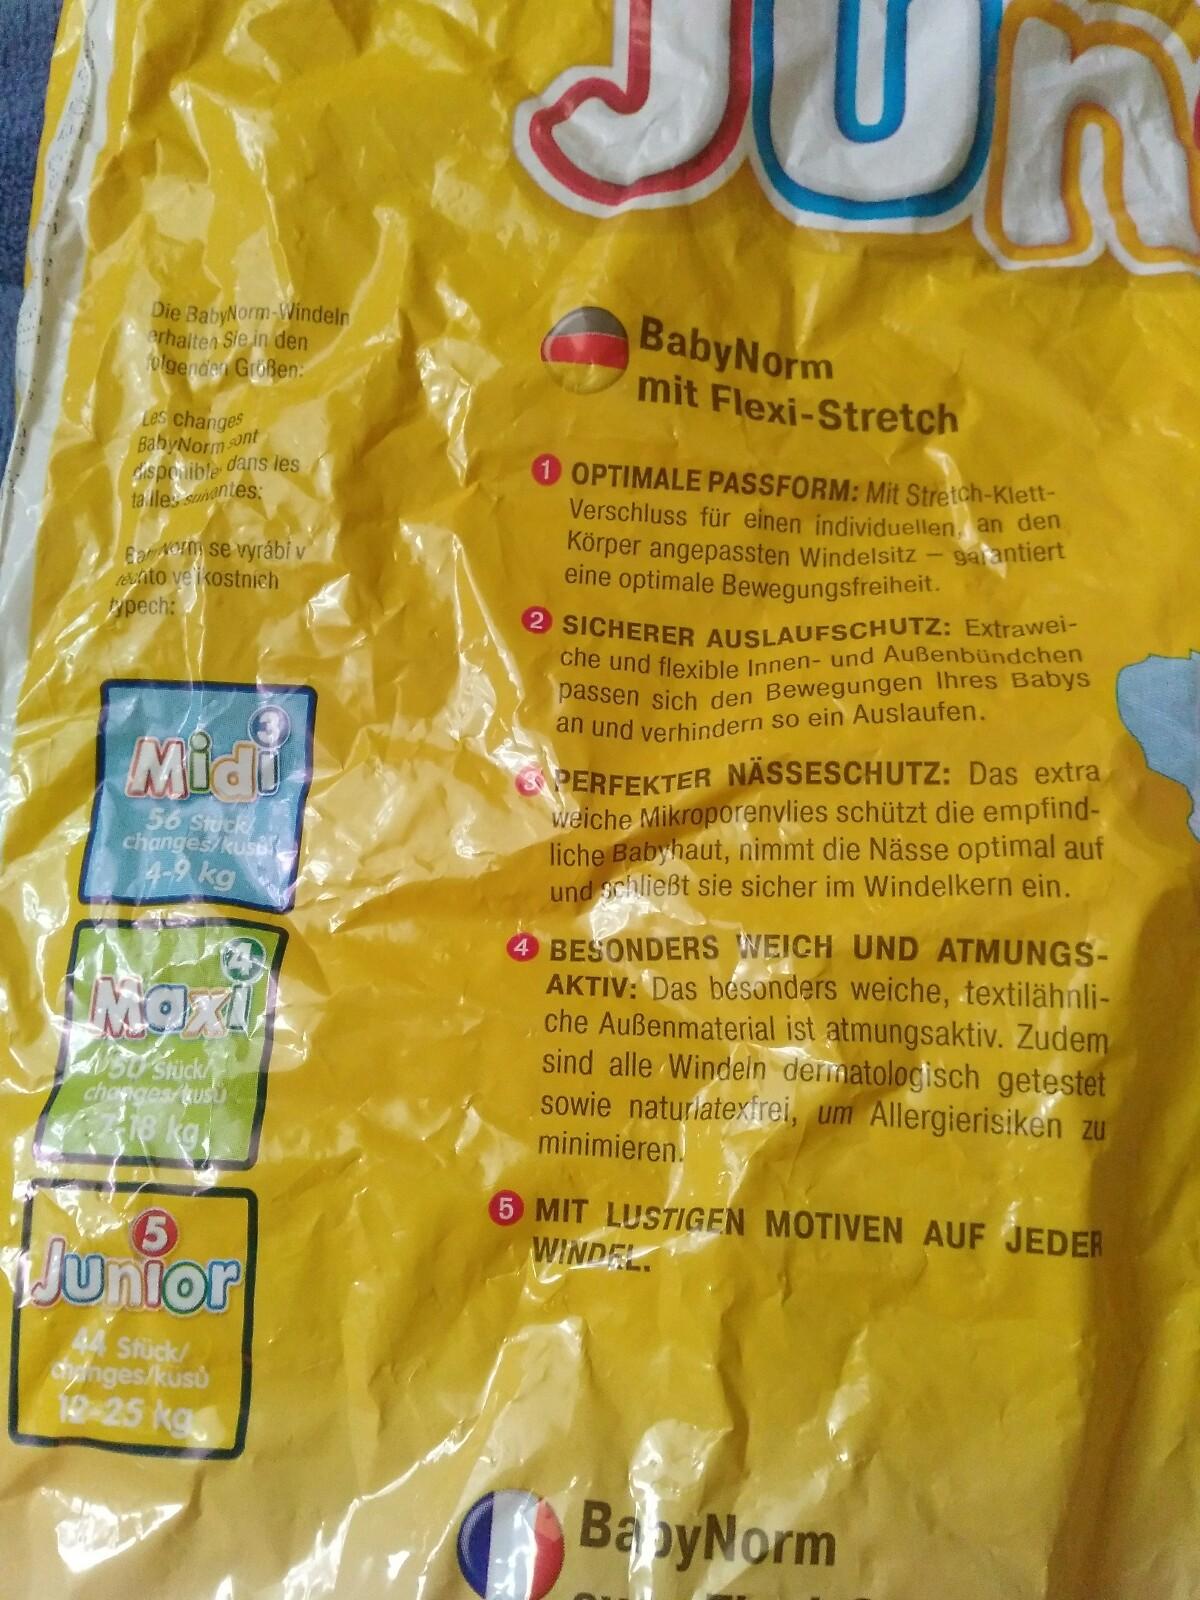 Jun
Die BabyNorm-Windeln
erhalten Sie in den
folgenden Größen:
Les changes
BabyNorm sont
disponible dans les
tailles suivantes:
BabyNorm se vyrábí v
těchto velikostních
typech:
3
Midi
56 Stück/
changes/kusů
4-9 kg
4
Maxi
50 Stück/
changes/kusů
7-18 kg
5
Junior
44 Stück/
changes/kusů
12-25 kg
BabyNorm
mit Flexi-Stretch
1 OPTIMALE PASSFORM: Mit Stretch-Klett-
Verschluss für einen individuellen, an den
Körper angepassten Windelsitz – garantiert
eine optimale Bewegungsfreiheit.
2 SICHERER AUSLAUFSCHUTZ: Extrawei-
che und flexible Innen- und Außenbündchen
passen sich den Bewegungen Ihres Babys
an und verhindern so ein Auslaufen.
3 PERFEKTER NÄSSESCHUTZ: Das extra
weiche Mikroporenvlies schützt die empfind-
liche Babyhaut, nimmt die Nässe optimal auf
und schließt sie sicher im Windelkern ein.
4 BESONDERS WEICH UND ATMUNGS-
AKTIV: Das besonders weiche, textilähnli-
che Außenmaterial ist atmungsaktiv. Zudem
sind alle Windeln dermatologisch getestet
sowie naturlatexfrei, um Allergierisiken zu
minimieren.
5 MIT LUSTIGEN MOTIVEN AUF JEDER
WINDEL.
BabyNorm